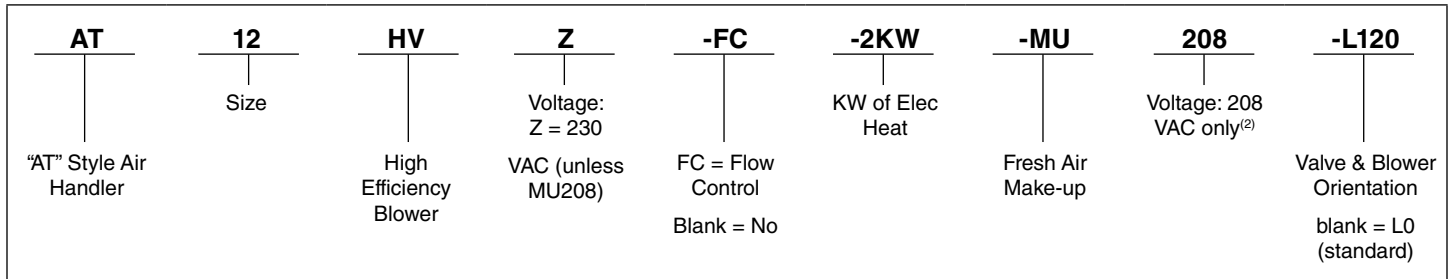 AT 12 HV Z -FC -2KW -MU 208 -L120
"AT" Style Air
Handler
Size
High
Efficiency
Blower
Voltage:
Z = 230
VAC (unless
MU208)
FC = Flow
Control
Blank = No
KW of Elec
Heat
Fresh Air
Make-up
Voltage: 208
VAC only(2)
Valve & Blower
Orientation
blank = L0
(standard)